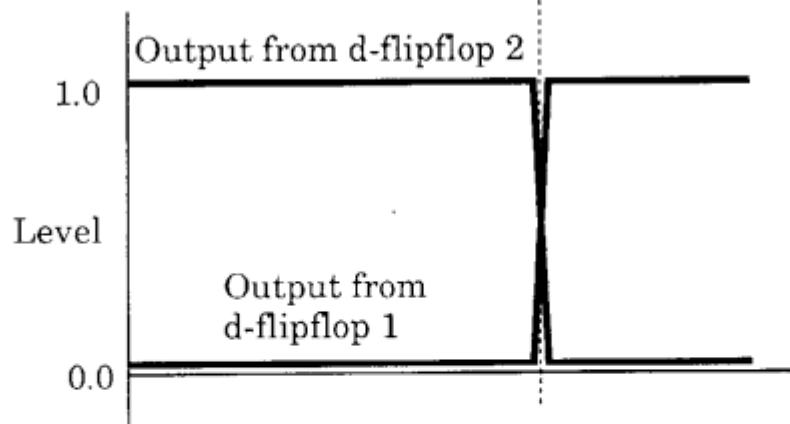 Output from d-flipflop 2
1.0
Level
Output from
d-flipflop 1
0.0